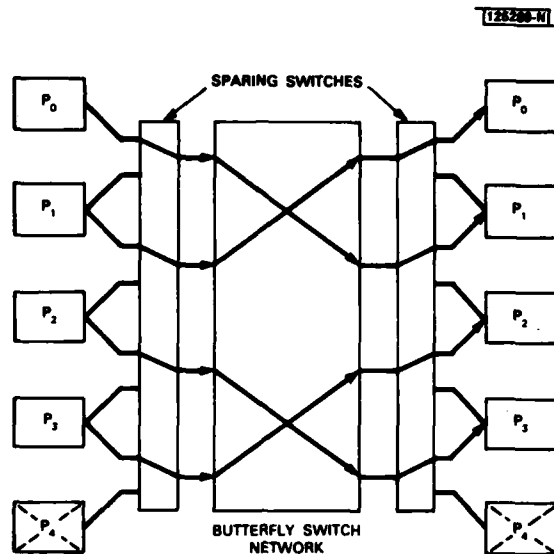 SPARING SWITCHES
P0
P0
P1
P1
P2
P2
P3
P3
P4
P4
BUTTERFLY SWITCH
NETWORK